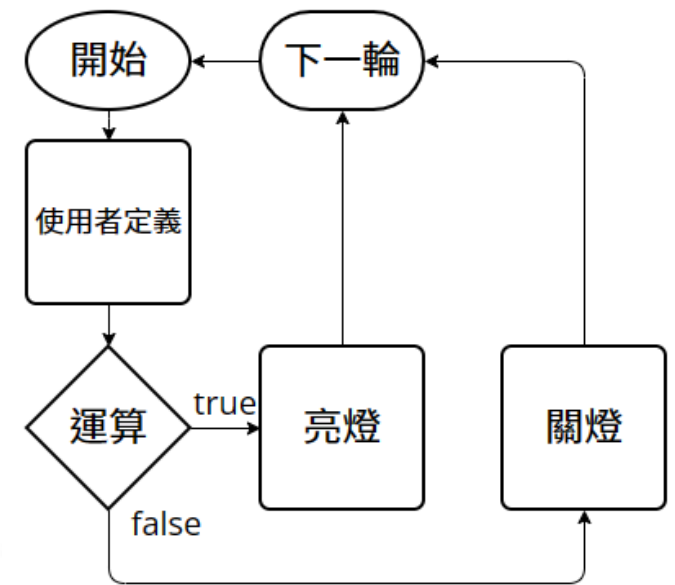 開始
下一輪
使用者定義
運算
true
亮燈
關燈
false